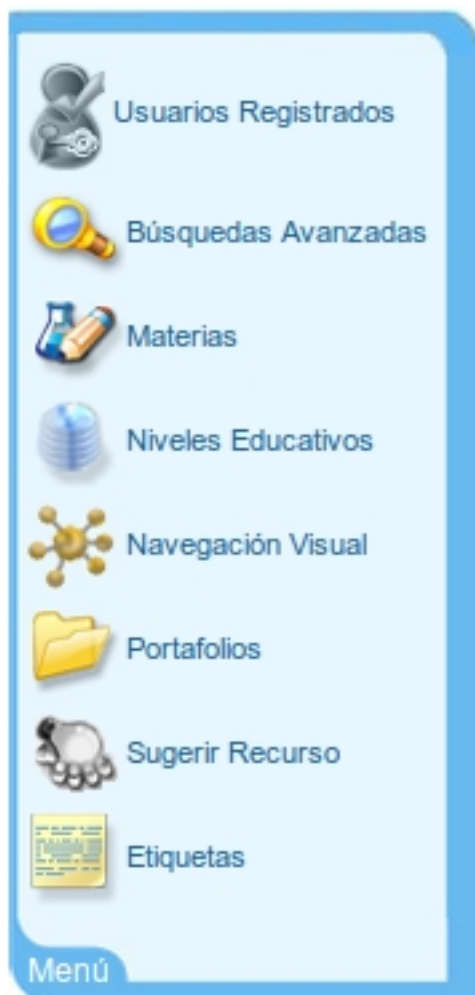 Usuarios Registrados
Búsquedas Avanzadas
Materias
Niveles Educativos
Navegación Visual
Portafolios
Sugerir Recurso
Etiquetas
Menú